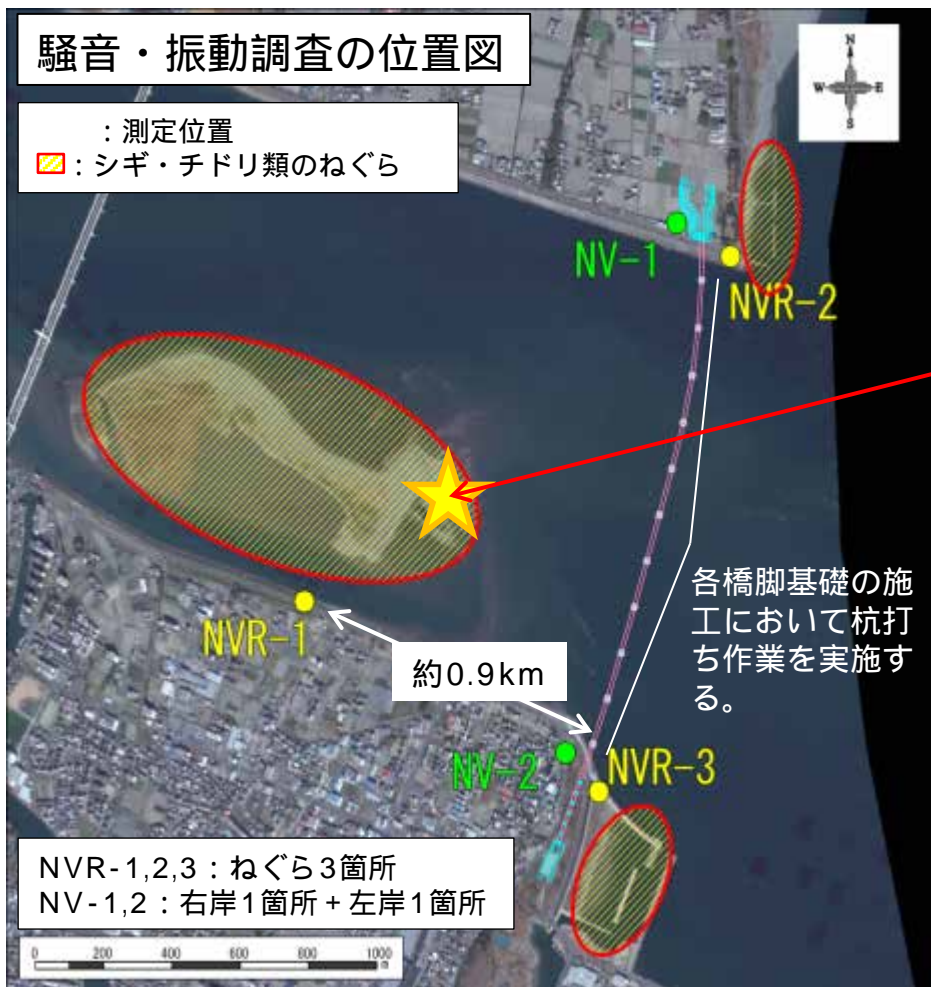 騒音・振動調査の位置図
：測定位置
：シギ・チドリ類のねぐら
N
W E
S
NV-1
NVR-2
NVR-1
約0.9km
各橋脚基礎の施
工において杭打
ち作業を実施す
る。
NV-2
NVR-3
NVR-1,2,3：ねぐら3箇所
NV-1,2：右岸1箇所＋左岸1箇所
0 200 400 600 800 1000
m